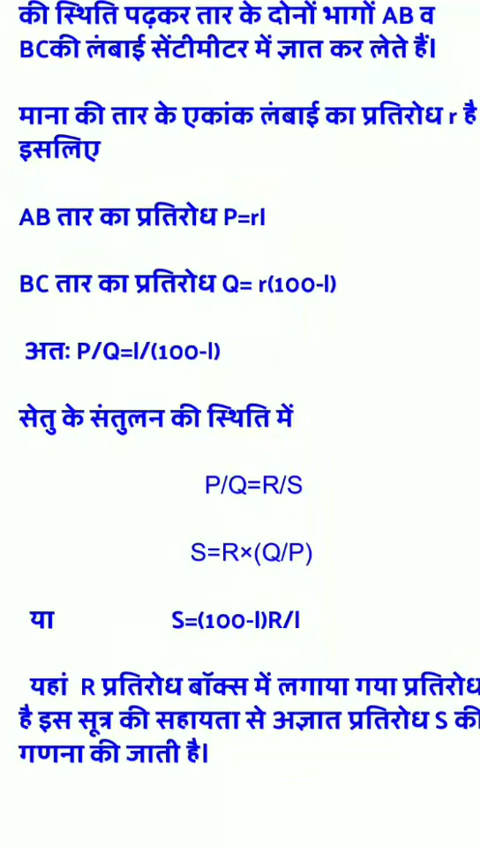 की स्थिति पढ़कर तार के दोनों भागों AB व
BCकी लंबाई सेंटीमीटर में ज्ञात कर लेते हैं।
माना की तार के एकांक लंबाई का प्रतिरोध r है
इसलिए
AB तार का प्रतिरोध P=rl
BC तार का प्रतिरोध Q= r(100-l)
अतः P/Q=l/(100-l)
सेतु के संतुलन की स्थिति में
P/Q=R/S
S=R×(Q/P)
या S=(100-l)R/l
यहां R प्रतिरोध बॉक्स में लगाया गया प्रतिरोध
है इस सूत्र की सहायता से अज्ञात प्रतिरोध S की
गणना की जाती है।